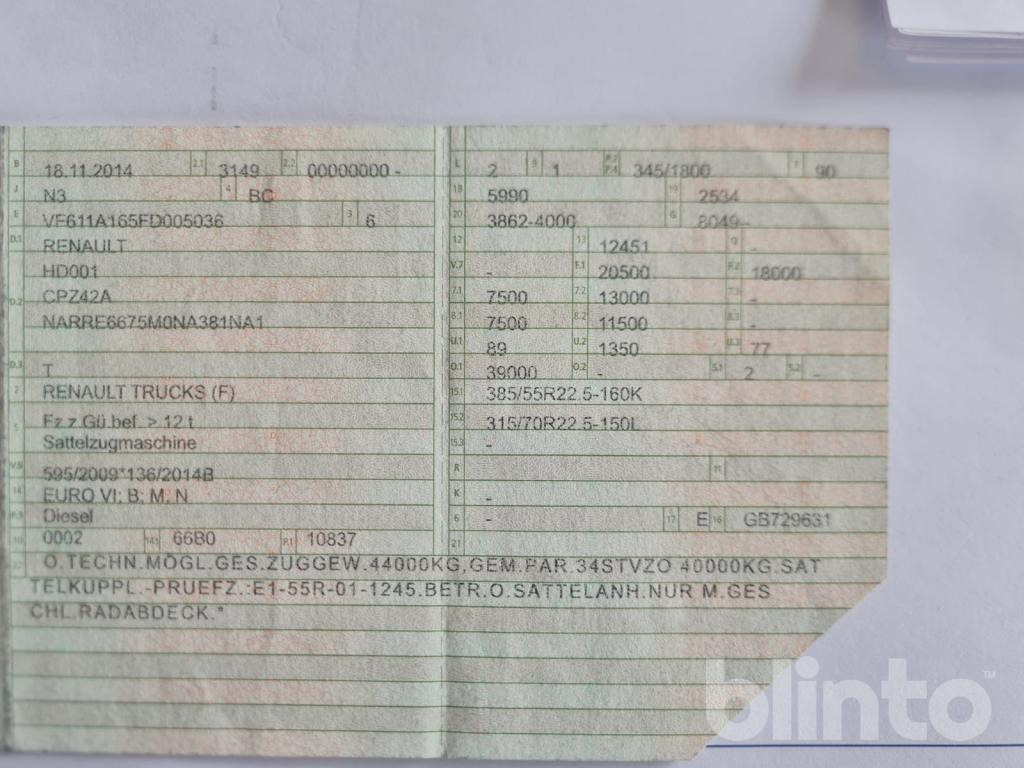 B 18.11.2014 2.1 3149 2.2 00000000 -
J N3 4 BC
E VF611A165FD005036 3 6
D.1 RENAULT
HD001
D.2 CPZ42A
NARRE6675M0NA381NA1
D.3 T
2 RENAULT TRUCKS (F)
5 Fz.z.Gü.bef. > 12 t
Sattelzugmaschine
V.9 595/2009*136/2014B
14 EURO VI; B; M, N
P.3 Diesel
10 0002 14.1 66B0 P.1 10837
L 2 9 1 P.2 P.4 345/1800 T 90
18 5990 19 2534
20 3862-4000 G 8049-
12 13 12451 Q -
V.7 - F.1 20500 F.2 18000
7.1 7500 7.2 13000 7.3 -
8.1 7500 8.2 11500 8.3 -
U.1 89 U.2 1350 U.3 77
O.1 39000 O.2 - S.1 2 S.2 -
15.1 385/55R22.5-160K
15.2 315/70R22.5-150L
15.3 -
R 11
K -
6 - 17 E 16 GB729631
21
22 O.TECHN.MÖGL.GES.ZUGGEW.44000KG,GEM.PAR.34STVZO 40000KG.SAT
TELKUPPL.-PRUEFZ.:E1-55R-01-1245.BETR.O.SATTELANH.NUR M.GES
CHL.RADABDECK.*
blinto™